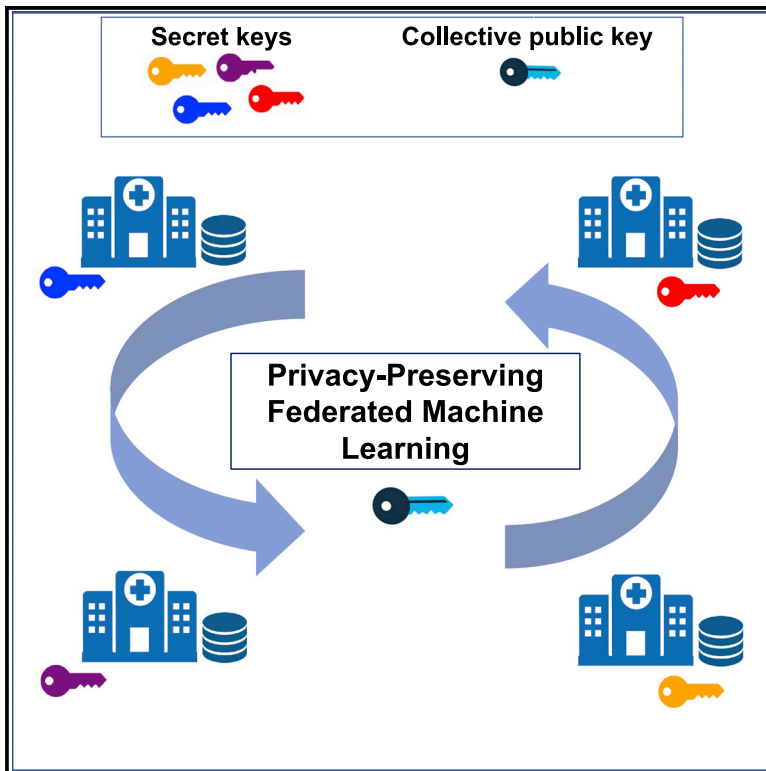 Secret keys
Collective public key
Privacy-Preserving
Federated Machine
Learning